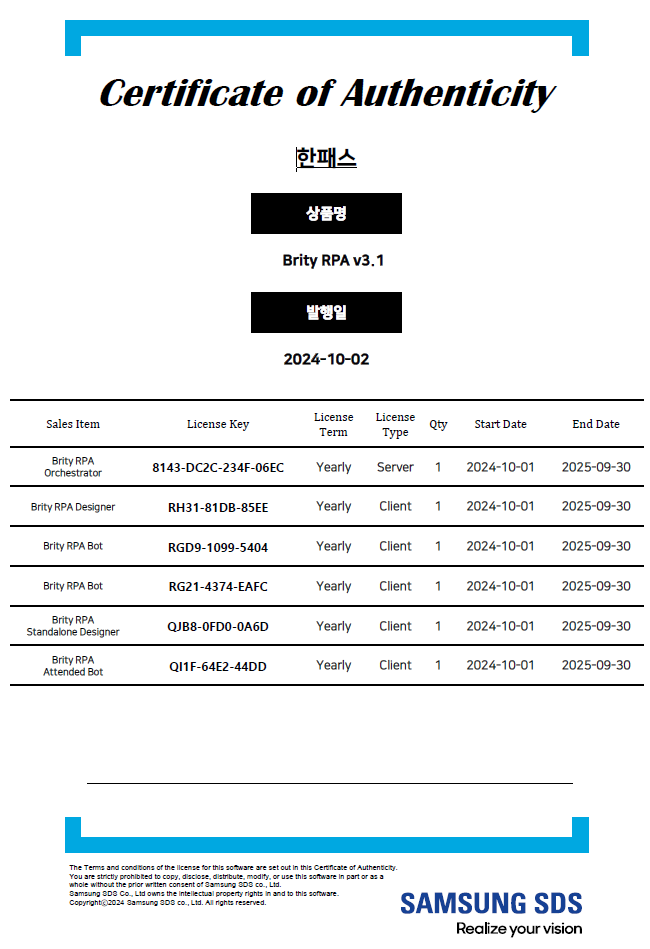 Certificate of Authenticity
한패스
상품명
Brity RPA v3.1
발행일
2024-10-02
Sales Item License Key License Term License Type Qty Start Date End Date
Brity RPA Orchestrator 8143-DC2C-234F-06EC Yearly Server 1 2024-10-01 2025-09-30
Brity RPA Designer RH31-81DB-85EE Yearly Client 1 2024-10-01 2025-09-30
Brity RPA Bot RGD9-1099-5404 Yearly Client 1 2024-10-01 2025-09-30
Brity RPA Bot RG21-4374-EAFC Yearly Client 1 2024-10-01 2025-09-30
Brity RPA Standalone Designer QJB8-0FD0-0A6D Yearly Client 1 2024-10-01 2025-09-30
Brity RPA Attended Bot QI1F-64E2-44DD Yearly Client 1 2024-10-01 2025-09-30
The Terms and conditions of the license for this software are set out in this Certificate of Authenticity.
You are strictly prohibited to copy, disclose, distribute, modify, or use this software in part or as a
whole without the prior written consent of Samsung SDS co., Ltd.
Samsung SDS Co., Ltd owns the intellectual property rights in and to this software.
Copyrightⓒ2024 Samsung SDS co., Ltd. All rights reserved.
SAMSUNG SDS
Realize your vision